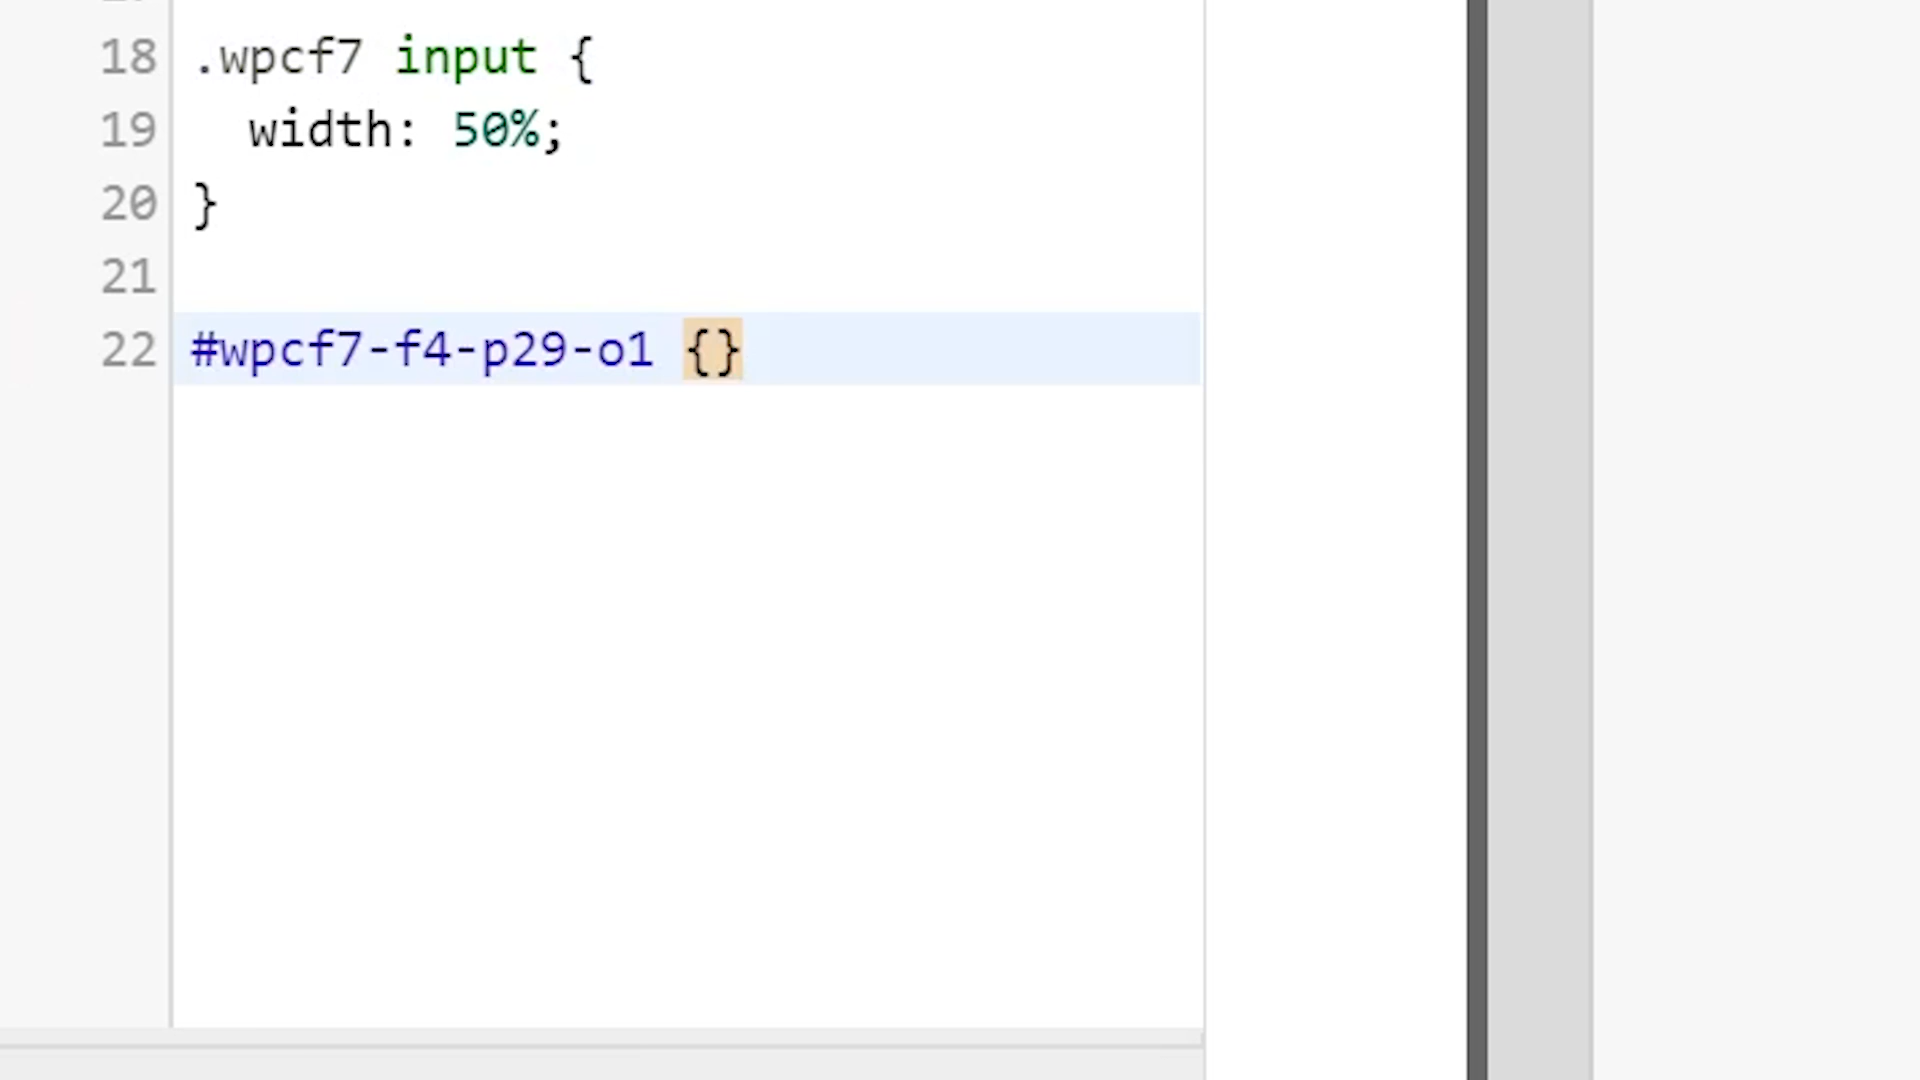 18 .wpcf7 input {
19 width: 50%;
20 }
21
22 #wpcf7-f4-p29-o1 {}